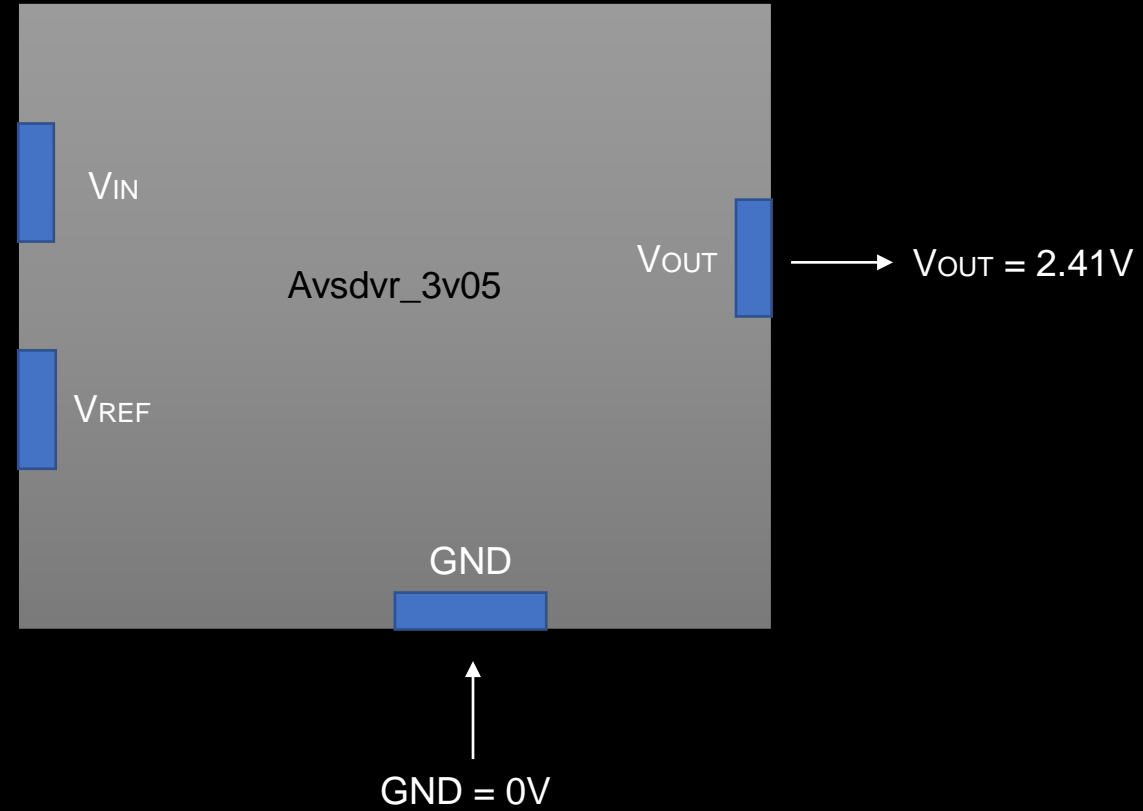 VIN
VOUT
VOUT = 2.41V
Avsdvr_3v05
VREF
GND
GND = 0V